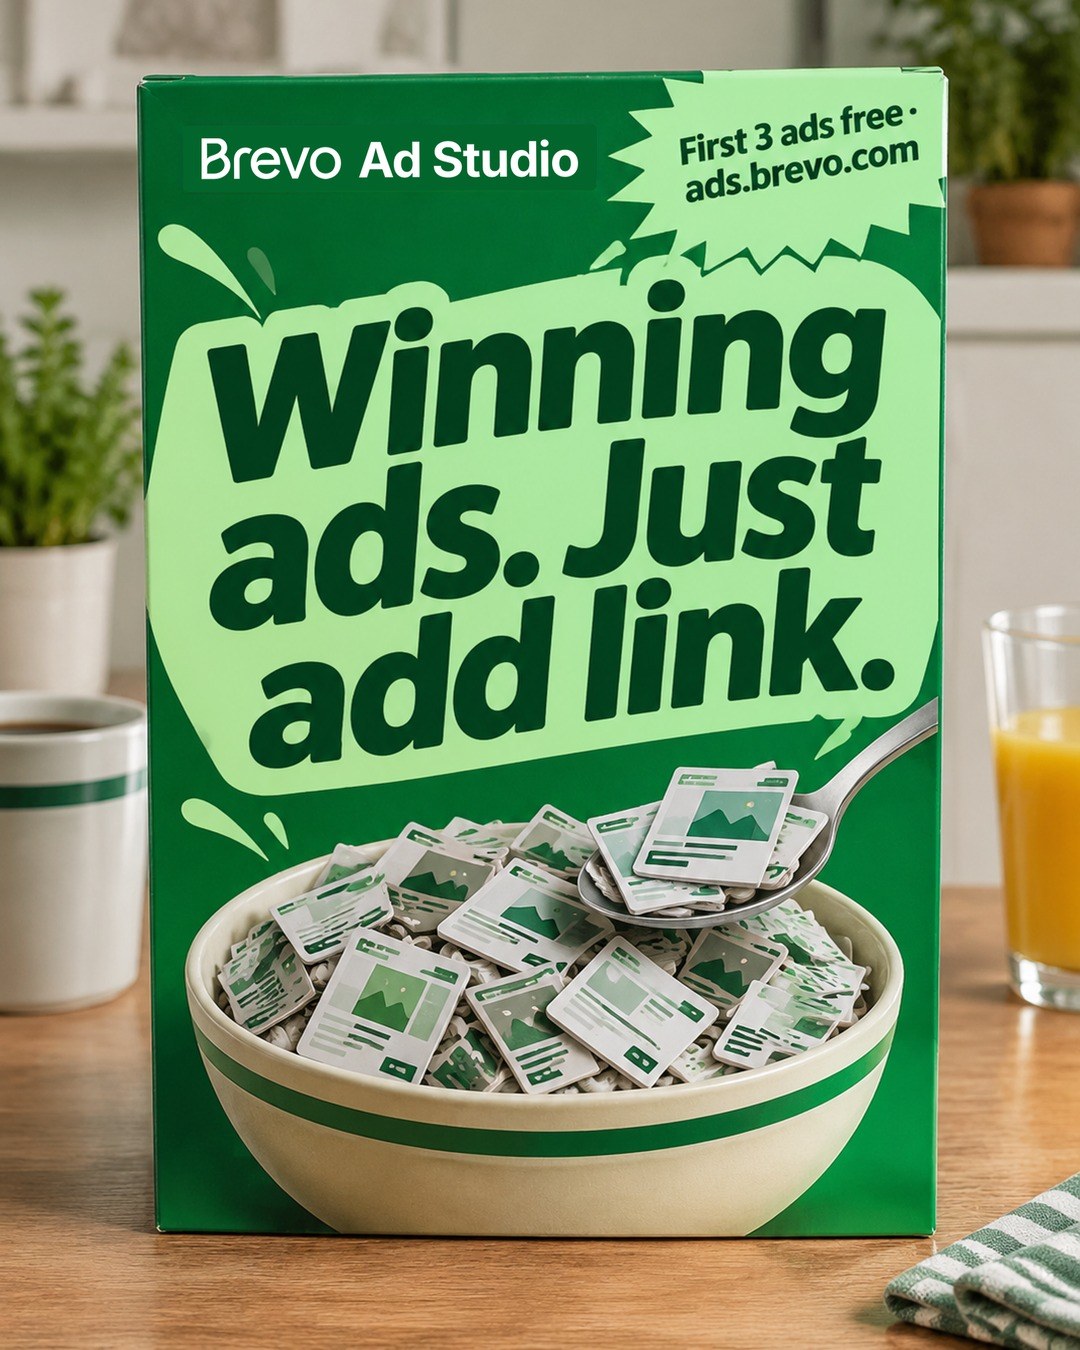 Brevo Ad Studio
First 3 ads free ·
ads.brevo.com
Winning
ads. Just
add link.